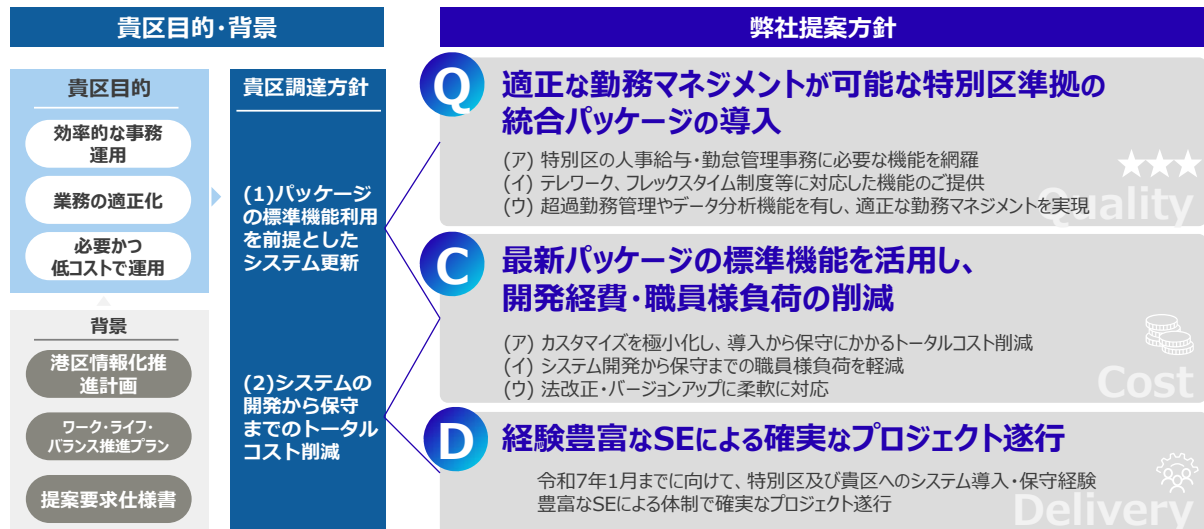 貴区目的・背景
弊社提案方針
貴区目的
効率的な事務
運用
業務の適正化
必要かつ
低コストで運用
背景
港区情報化推
進計画
ワーク・ライフ・
バランス推進プラン
提案要求仕様書
貴区調達方針
(1)パッケージ
の標準機能利用
を前提とした
システム更新
(2)システムの
開発から保守
までのトータル
コスト削減
Q
適正な勤務マネジメントが可能な特別区準拠の
統合パッケージの導入
(ア) 特別区の人事給与・勤怠管理事務に必要な機能を網羅
(イ) テレワーク、フレックスタイム制度等に対応した機能のご提供
(ウ) 超過勤務管理やデータ分析機能を有し、適正な勤務マネジメントを実現
Quality
C
最新パッケージの標準機能を活用し、
開発経費・職員様負荷の削減
(ア) カスタマイズを極小化し、導入から保守にかかるトータルコスト削減
(イ) システム開発から保守までの職員様負荷を軽減
(ウ) 法改正・バージョンアップに柔軟に対応
Cost
D
経験豊富なSEによる確実なプロジェクト遂行
令和7年1月までに向けて、特別区及び貴区へのシステム導入・保守経験
豊富なSEによる体制で確実なプロジェクト遂行
Delivery